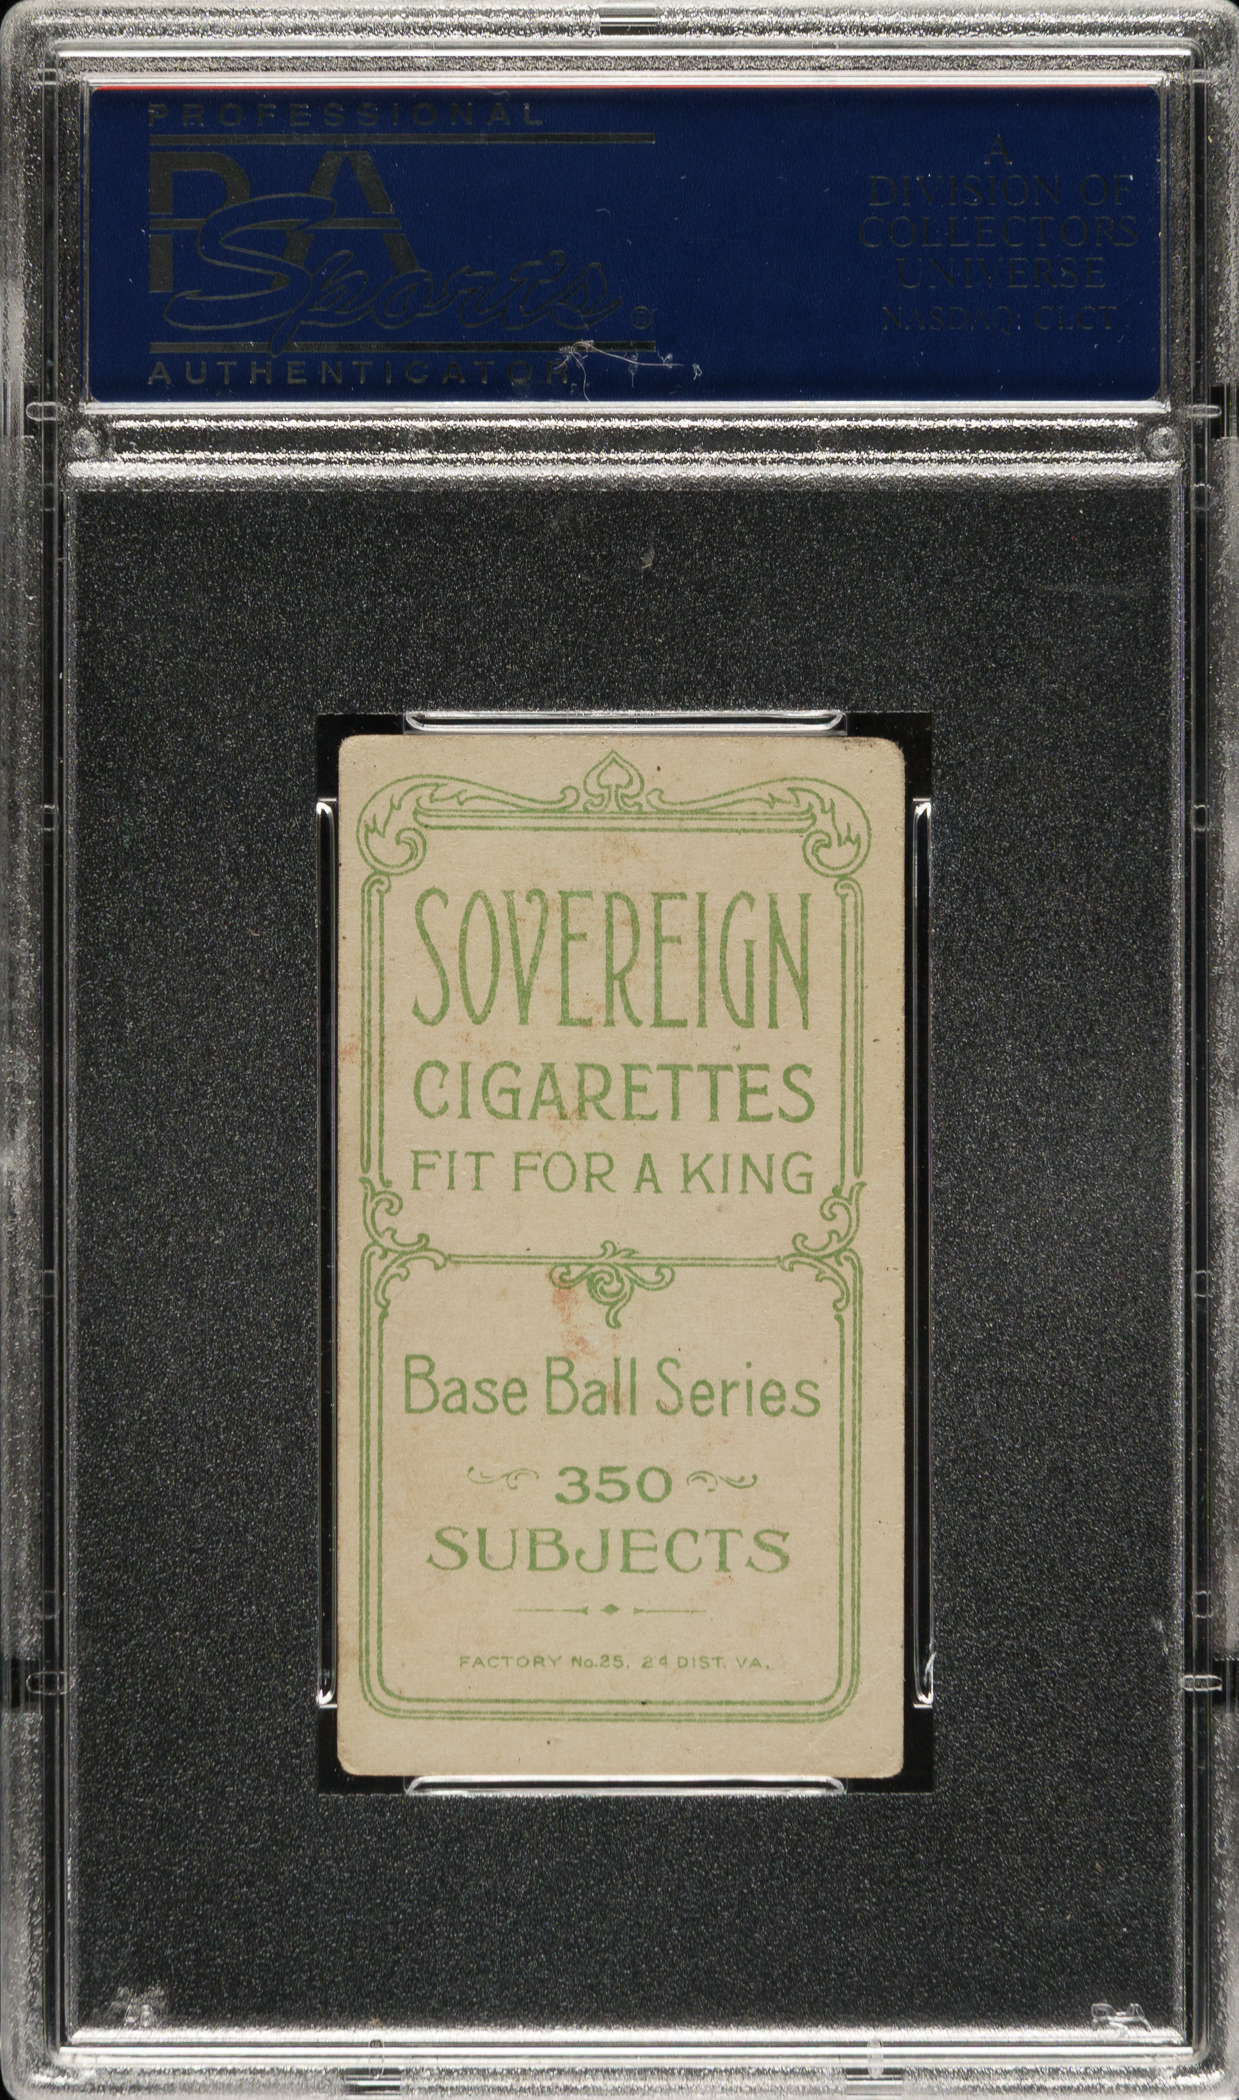 PROFESSIONAL
PSA
Sports ®
AUTHENTICATOR
A
DIVISION OF
COLLECTORS
UNIVERSE
NASDAQ: CLCT
SOVEREIGN
CIGARETTES
FIT FOR A KING
Base Ball Series
350
SUBJECTS
FACTORY No. 25, 2d DIST. VA.
PSA